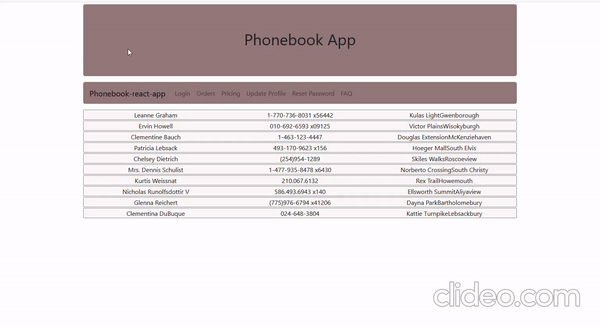 Phonebook App
Phonebook-react-app Login Orders Pricing Update Profile Reset Password FAQ
Leanne Graham 1-770-736-8031 x56442 Kulas LightGwenborough
Ervin Howell 010-692-6593 x09125 Victor PlainsWisokyburgh
Clementine Bauch 1-463-123-4447 Douglas ExtensionMcKenziehaven
Patricia Lebsack 493-170-9623 x156 Hoeger MallSouth Elvis
Chelsey Dietrich (254)954-1289 Skiles WalksRoscoeview
Mrs. Dennis Schulist 1-477-935-8478 x6430 Norberto CrossingSouth Christy
Kurtis Weissnat 210.067.6132 Rex TrailHowemouth
Nicholas Runolfsdottir V 586.493.6943 x140 Ellsworth SummitAliyaview
Glenna Reichert (775)976-6794 x41206 Dayna ParkBartholomebury
Clementina DuBuque 024-648-3804 Kattie TurnpikeLebsackbury
clideo.com